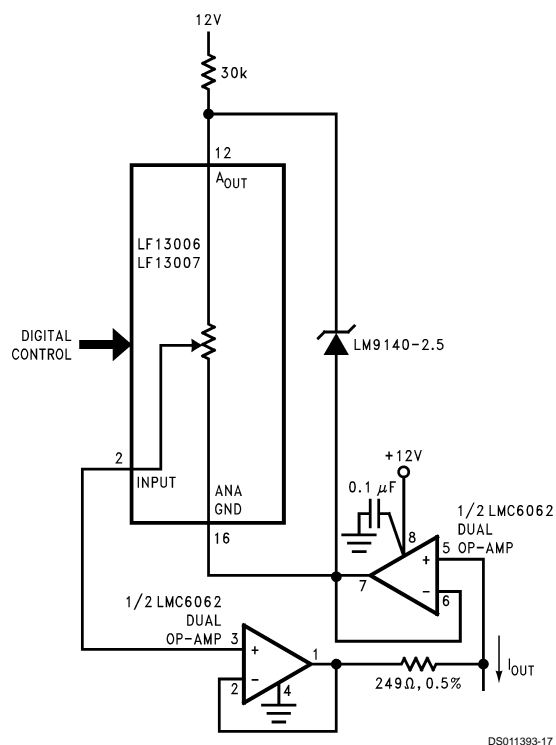 12V
30k
12
A_OUT
LF13006
LF13007
DIGITAL
CONTROL
LM9140-2.5
2
INPUT
ANA
GND
16
+12V
0.1 µF
8
1/2 LMC6062
DUAL
OP-AMP
5
+
−
6
7
1/2 LMC6062
DUAL
OP-AMP
3
+
−
2
1
4
249Ω, 0.5%
I_OUT
DS011393-17